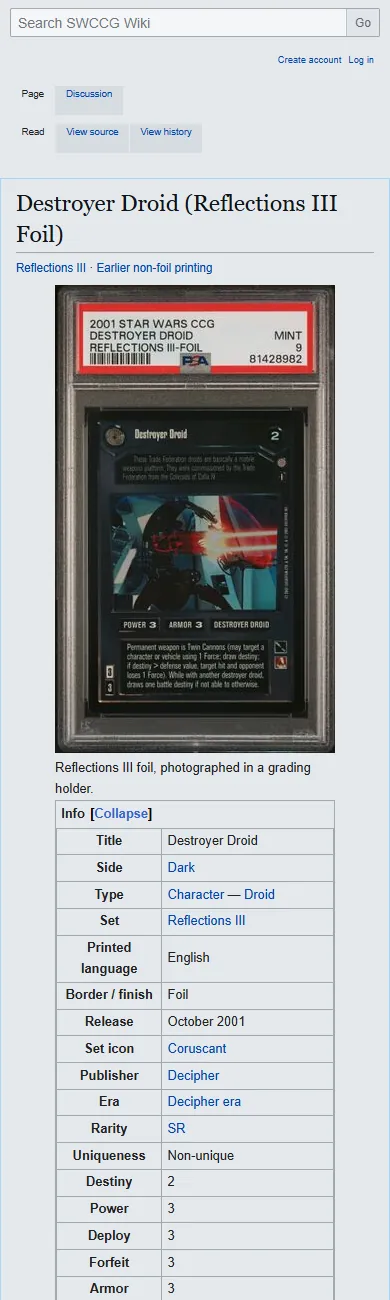 Search SWCCG Wiki
Go
Create account Log in
Page Discussion
Read View source View history
Destroyer Droid (Reflections III
Foil)
Reflections III · Earlier non-foil printing
2001 STAR WARS CCG
DESTROYER DROID MINT
REFLECTIONS III-FOIL 9
PSA 81428982
Destroyer Droid 2
These Trade Federation droids are basically a mobile
weapons platform. They were commissioned by the Trade
Federation from the Colicoids of Colla IV
POWER 3 ARMOR 3 DESTROYER DROID
Permanent weapon is Twin Cannons (may target a
character or vehicle using 1 Force; draw destiny;
if destiny > defense value, target hit and opponent
loses 1 Force). While with another destroyer droid,
draws one battle destiny if not able to otherwise.
3
Reflections III foil, photographed in a grading
holder.
Info [Collapse]
Title Destroyer Droid
Side Dark
Type Character — Droid
Set Reflections III
Printed
language English
Border / finish Foil
Release October 2001
Set icon Coruscant
Publisher Decipher
Era Decipher era
Rarity SR
Uniqueness Non-unique
Destiny 2
Power 3
Deploy 3
Forfeit 3
Armor 3